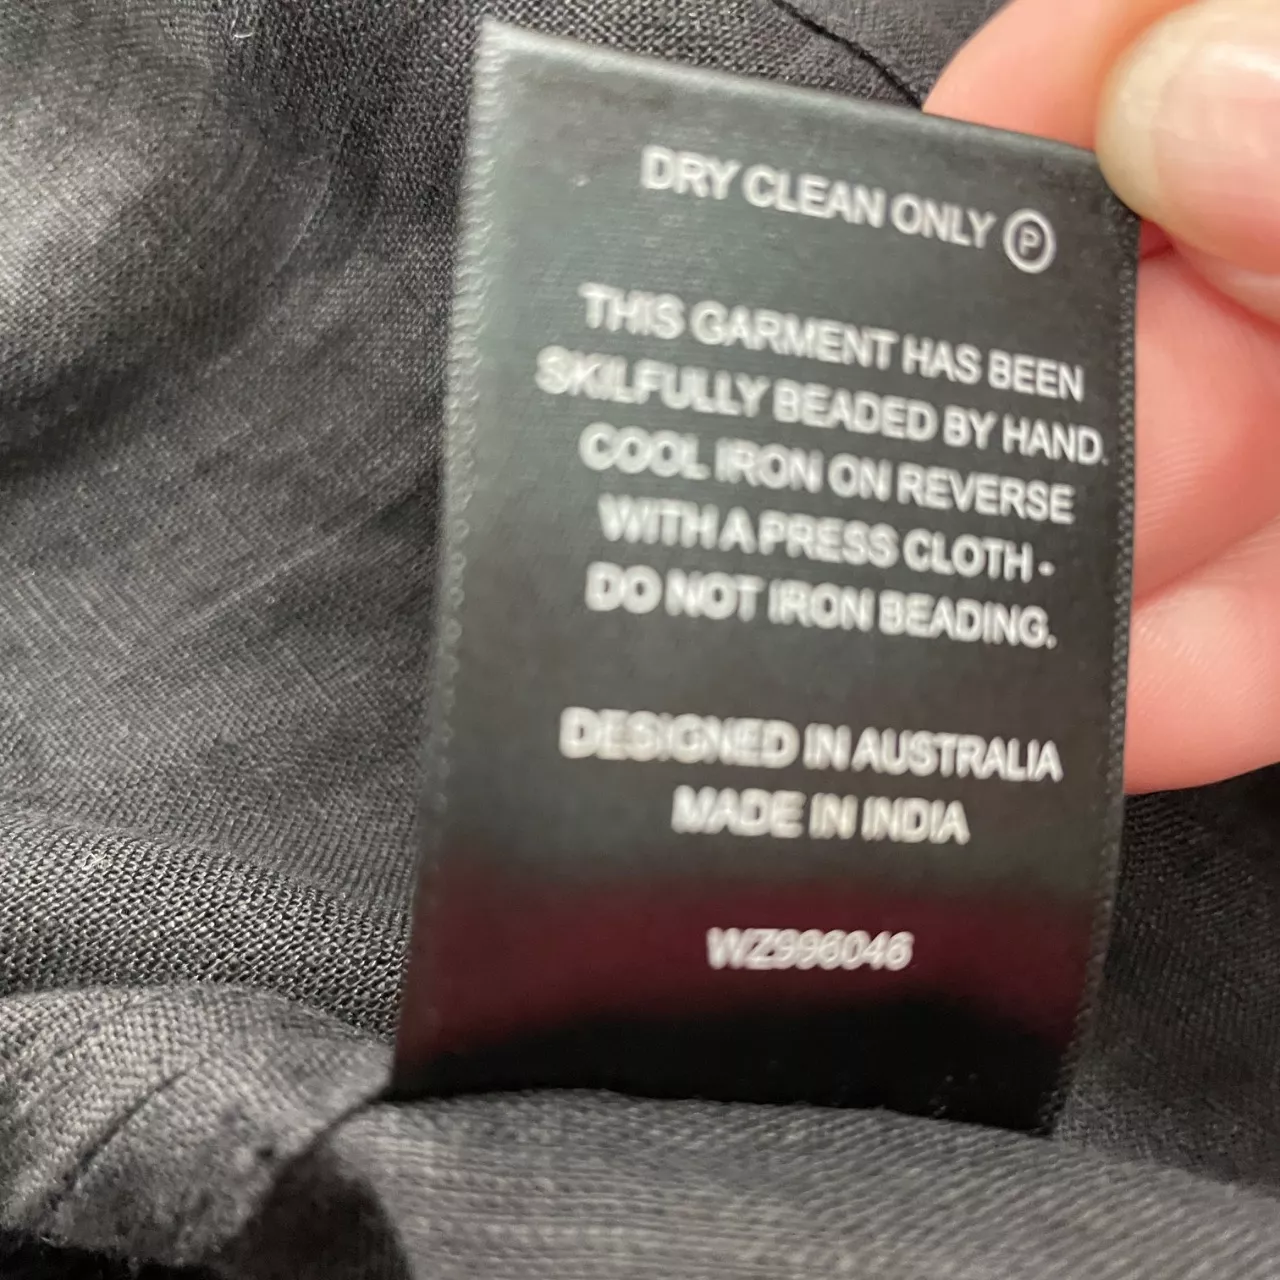 DRY CLEAN ONLY Ⓟ
THIS GARMENT HAS BEEN
SKILFULLY BEADED BY HAND.
COOL IRON ON REVERSE
WITH A PRESS CLOTH -
DO NOT IRON BEADING.
DESIGNED IN AUSTRALIA
MADE IN INDIA
WZ996046